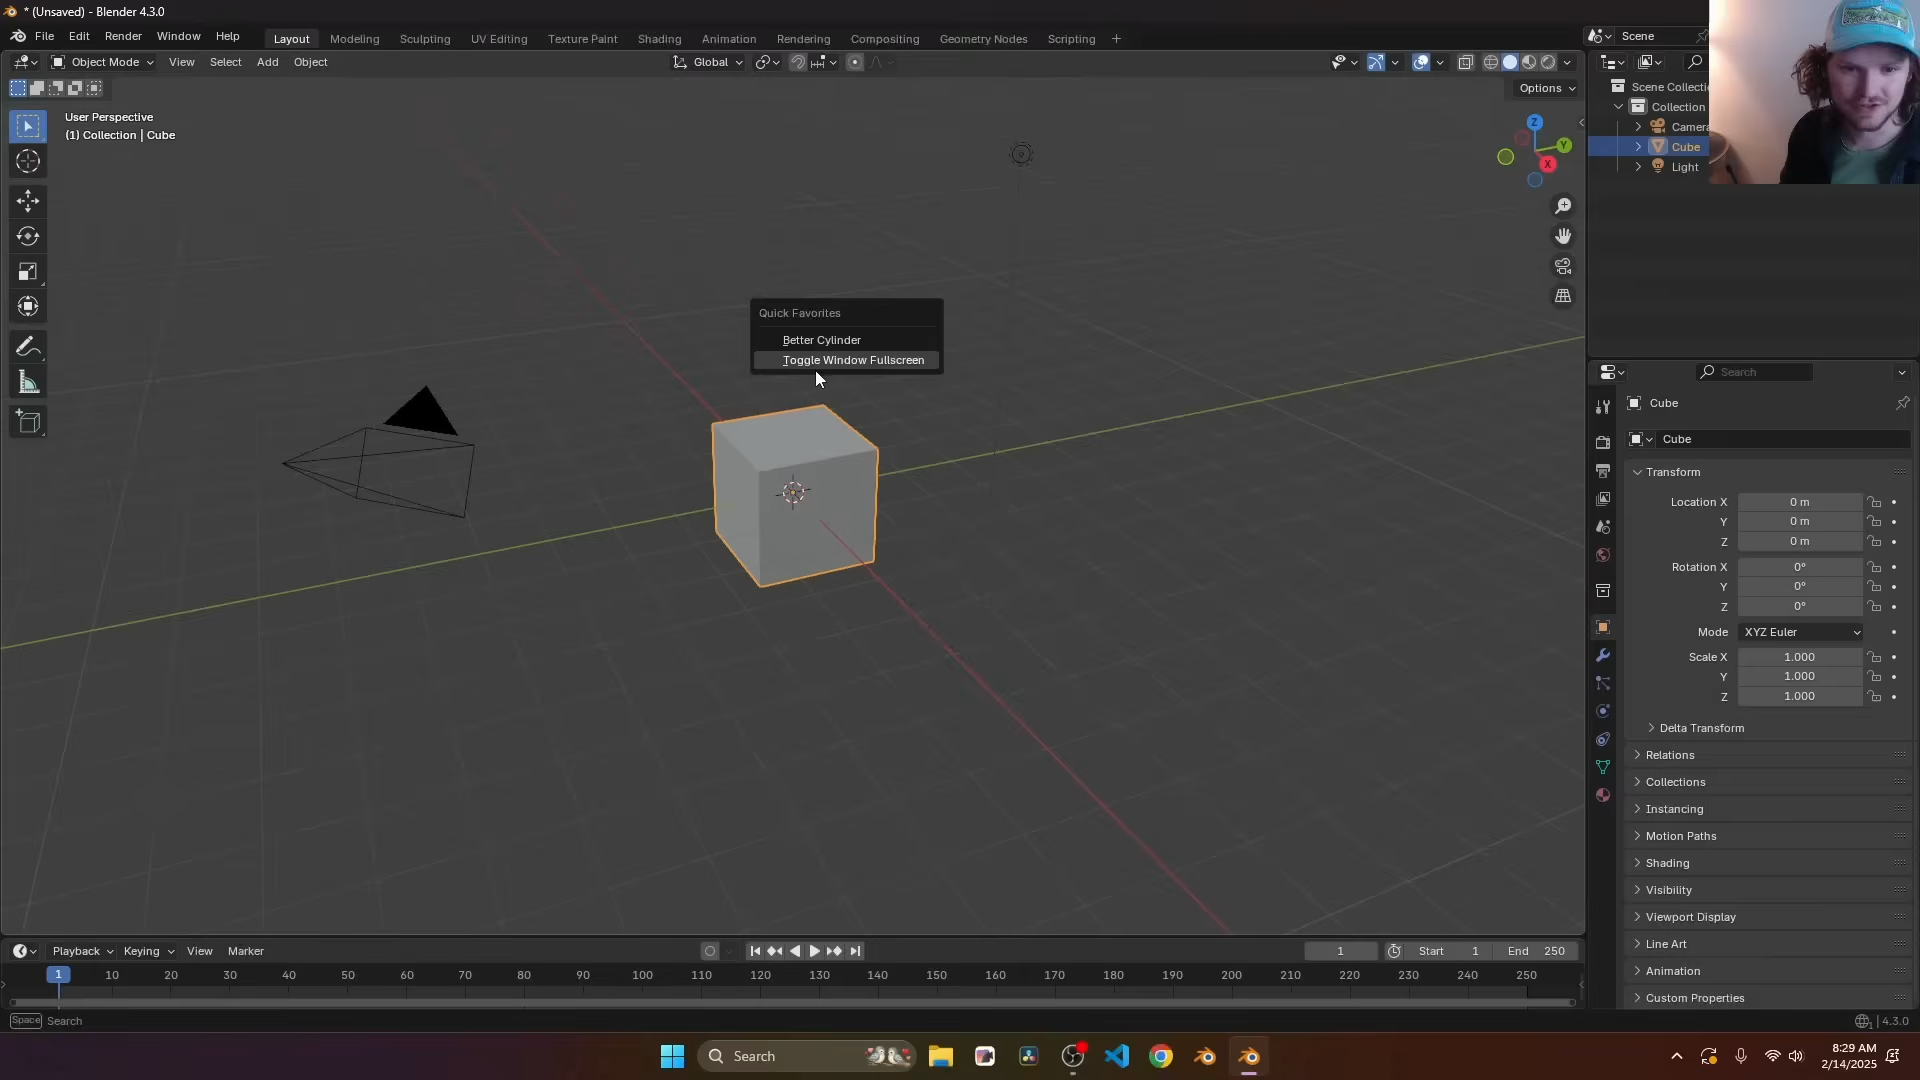 * (Unsaved) - Blender 4.3.0
File Edit Render Window Help
Layout Modeling Sculpting UV Editing Texture Paint Shading Animation Rendering Compositing Geometry Nodes Scripting +
Scene
Object Mode View Select Add Object
Global
Options
User Perspective
(1) Collection | Cube
Z
Y
X
Scene Collecti
Collection
Camera
Cube
Light
Quick Favorites
Better Cylinder
Toggle Window Fullscreen
Search
Cube
Cube
Transform
Location X 0 m
Y 0 m
Z 0 m
Rotation X 0°
Y 0°
Z 0°
Mode XYZ Euler
Scale X 1.000
Y 1.000
Z 1.000
Delta Transform
Relations
Collections
Instancing
Motion Paths
Shading
Visibility
Viewport Display
Line Art
Animation
Custom Properties
Playback Keying View Marker
1 Start 1 End 250
1 10 20 30 40 50 60 70 80 90 100 110 120 130 140 150 160 170 180 190 200 210 220 230 240 250
Space Search
4.3.0
Search
8:29 AM
2/14/2025